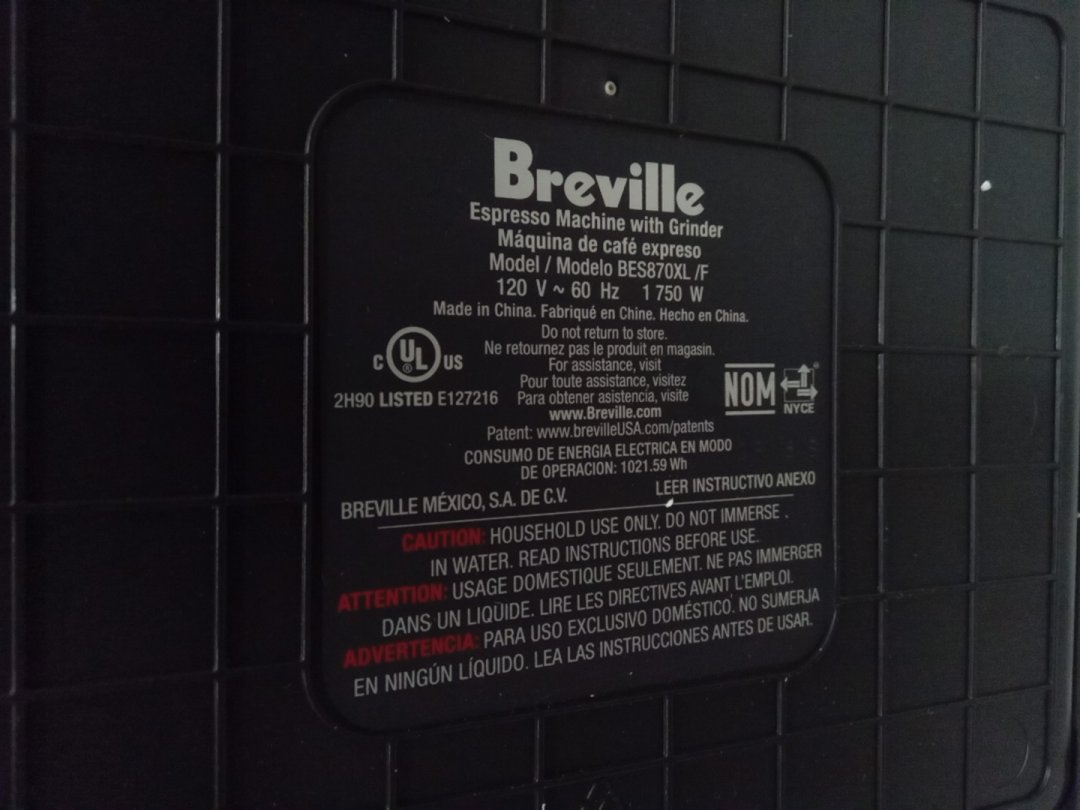 Breville
Espresso Machine with Grinder
Máquina de café expreso
Model / Modelo BES870XL /F
120 V ~ 60 Hz 1 750 W
Made in China. Fabriqué en Chine. Hecho en China.
Do not return to store.
Ne retournez pas le produit en magasin.
For assistance, visit
Pour toute assistance, visitez
Para obtener asistencia, visite
www.Breville.com
Patent: www.brevilleUSA.com/patents
C UL® US
2H90 LISTED E127216
NOM
NYCE
CONSUMO DE ENERGIA ELECTRICA EN MODO
DE OPERACION: 1021.59 Wh
BREVILLE MÉXICO, S.A. DE C.V. LEER INSTRUCTIVO ANEXO
CAUTION: HOUSEHOLD USE ONLY. DO NOT IMMERSE .
IN WATER. READ INSTRUCTIONS BEFORE USE.
ATTENTION: USAGE DOMESTIQUE SEULEMENT. NE PAS IMMERGER
DANS UN LIQUIDE. LIRE LES DIRECTIVES AVANT L'EMPLOI.
ADVERTENCIA: PARA USO EXCLUSIVO DOMÉSTICO. NO SUMERJA
EN NINGÚN LÍQUIDO. LEA LAS INSTRUCCIONES ANTES DE USAR.